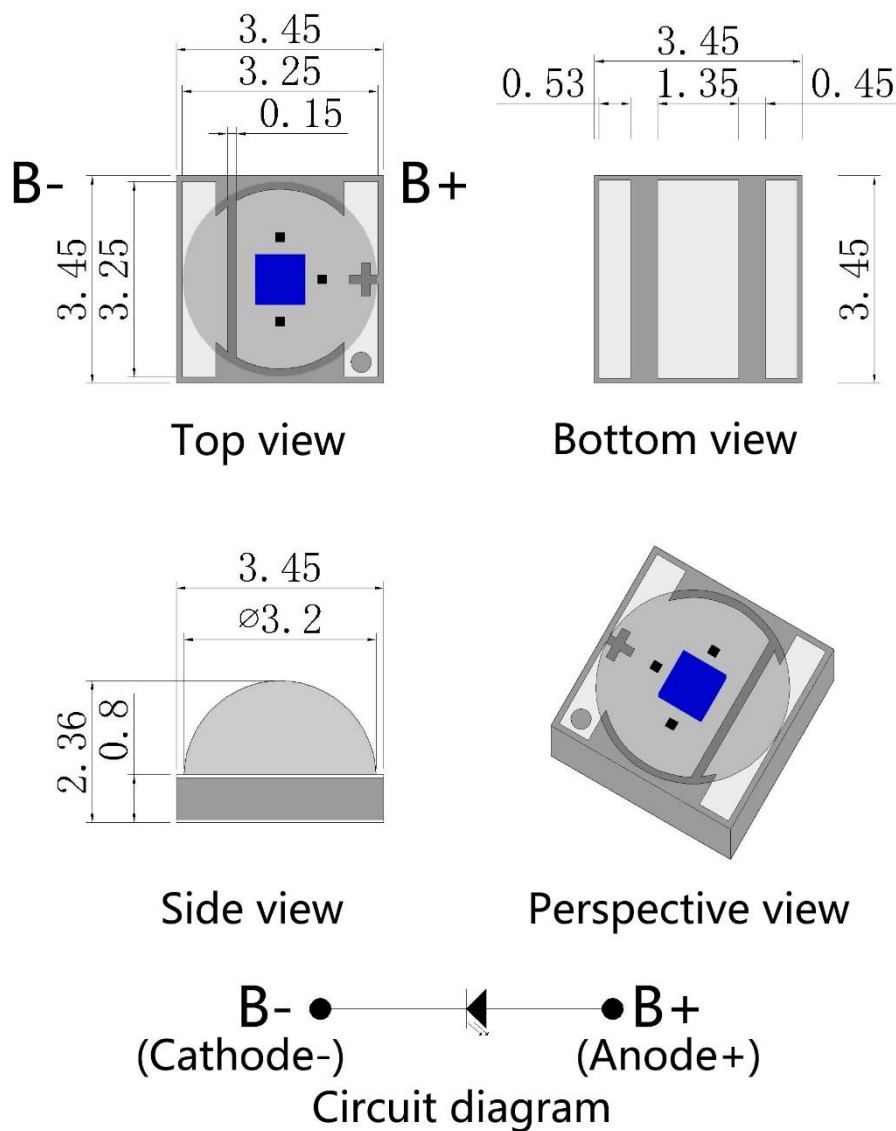 3.45
3.25
0.15
B-
B+
3.45
3.25
Top view
3.45
0.53 1.35 0.45
3.45
Bottom view
3.45
⌀3.2
2.36
0.8
Side view
Perspective view
B- B+
(Cathode-) (Anode+)
Circuit diagram